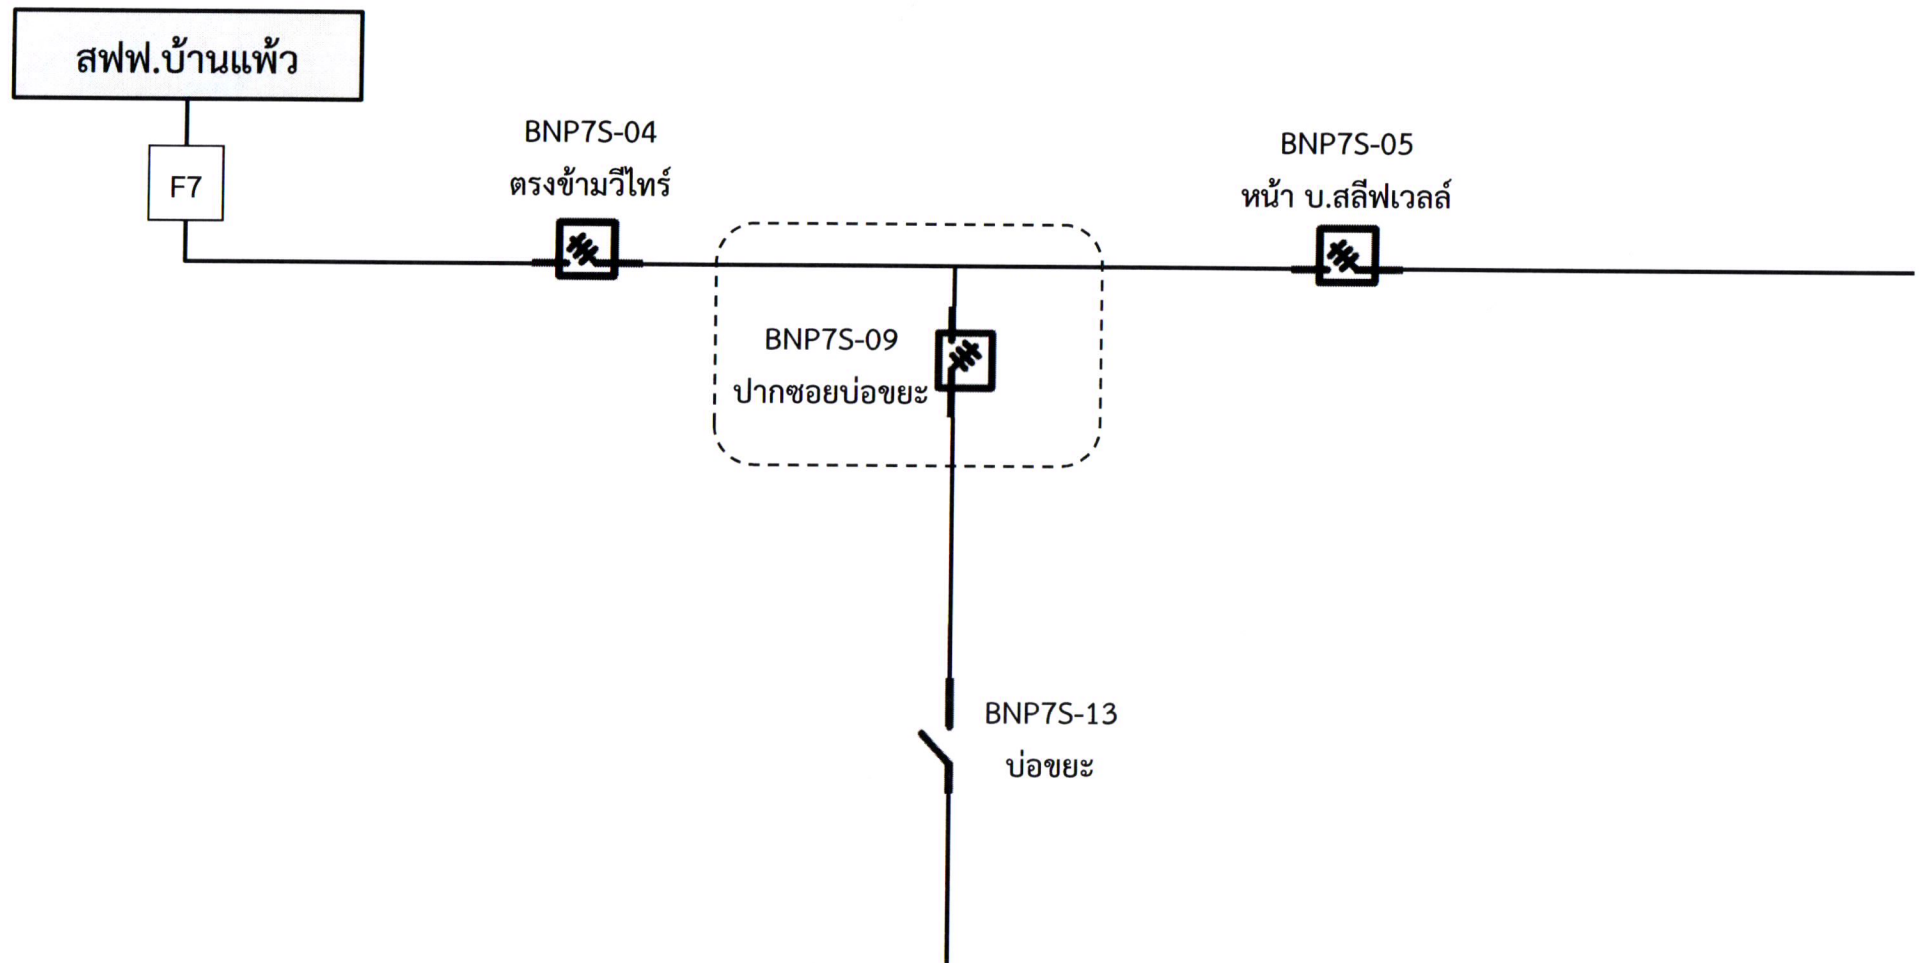 สฟฟ.บ้านแพ้ว
F7
BNP7S-04
ตรงข้ามวีไทร์
BNP7S-05
หน้า บ.สลีฟเวลล์
BNP7S-09
ปากซอยบ่อขยะ
BNP7S-13
บ่อขยะ